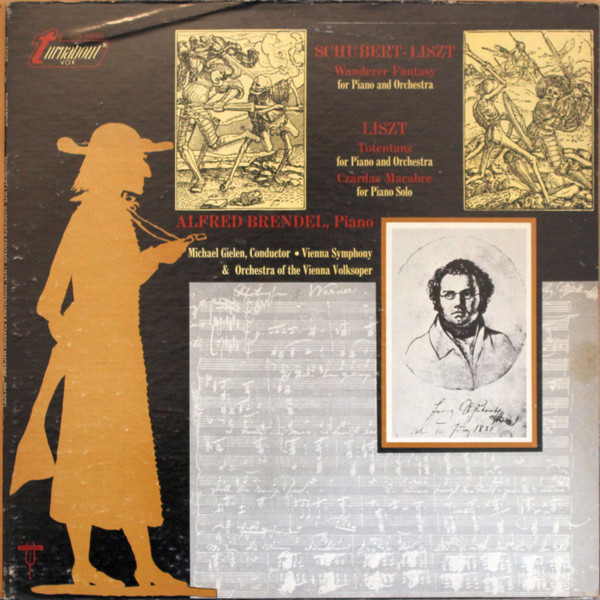 Turnabout
VOX
SCHUBERT-LISZT
Wanderer Fantasy
for Piano and Orchestra
LISZT
Totentanz
for Piano and Orchestra
Czardas Macabre
for Piano Solo
ALFRED BRENDEL, Piano
Michael Gielen, Conductor • Vienna Symphony
& Orchestra of the Vienna Volksoper